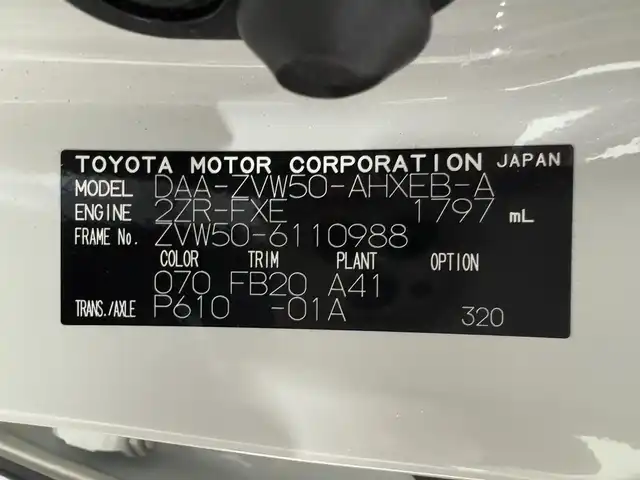 TOYOTA MOTOR CORPORATION JAPAN
MODEL DAA-ZVW50-AHXEB-A
ENGINE 2ZR-FXE 1797 mL
FRAME No. ZVW50-6110988
COLOR TRIM PLANT OPTION
070 FB20 A41
TRANS./AXLE P610 -01A 320